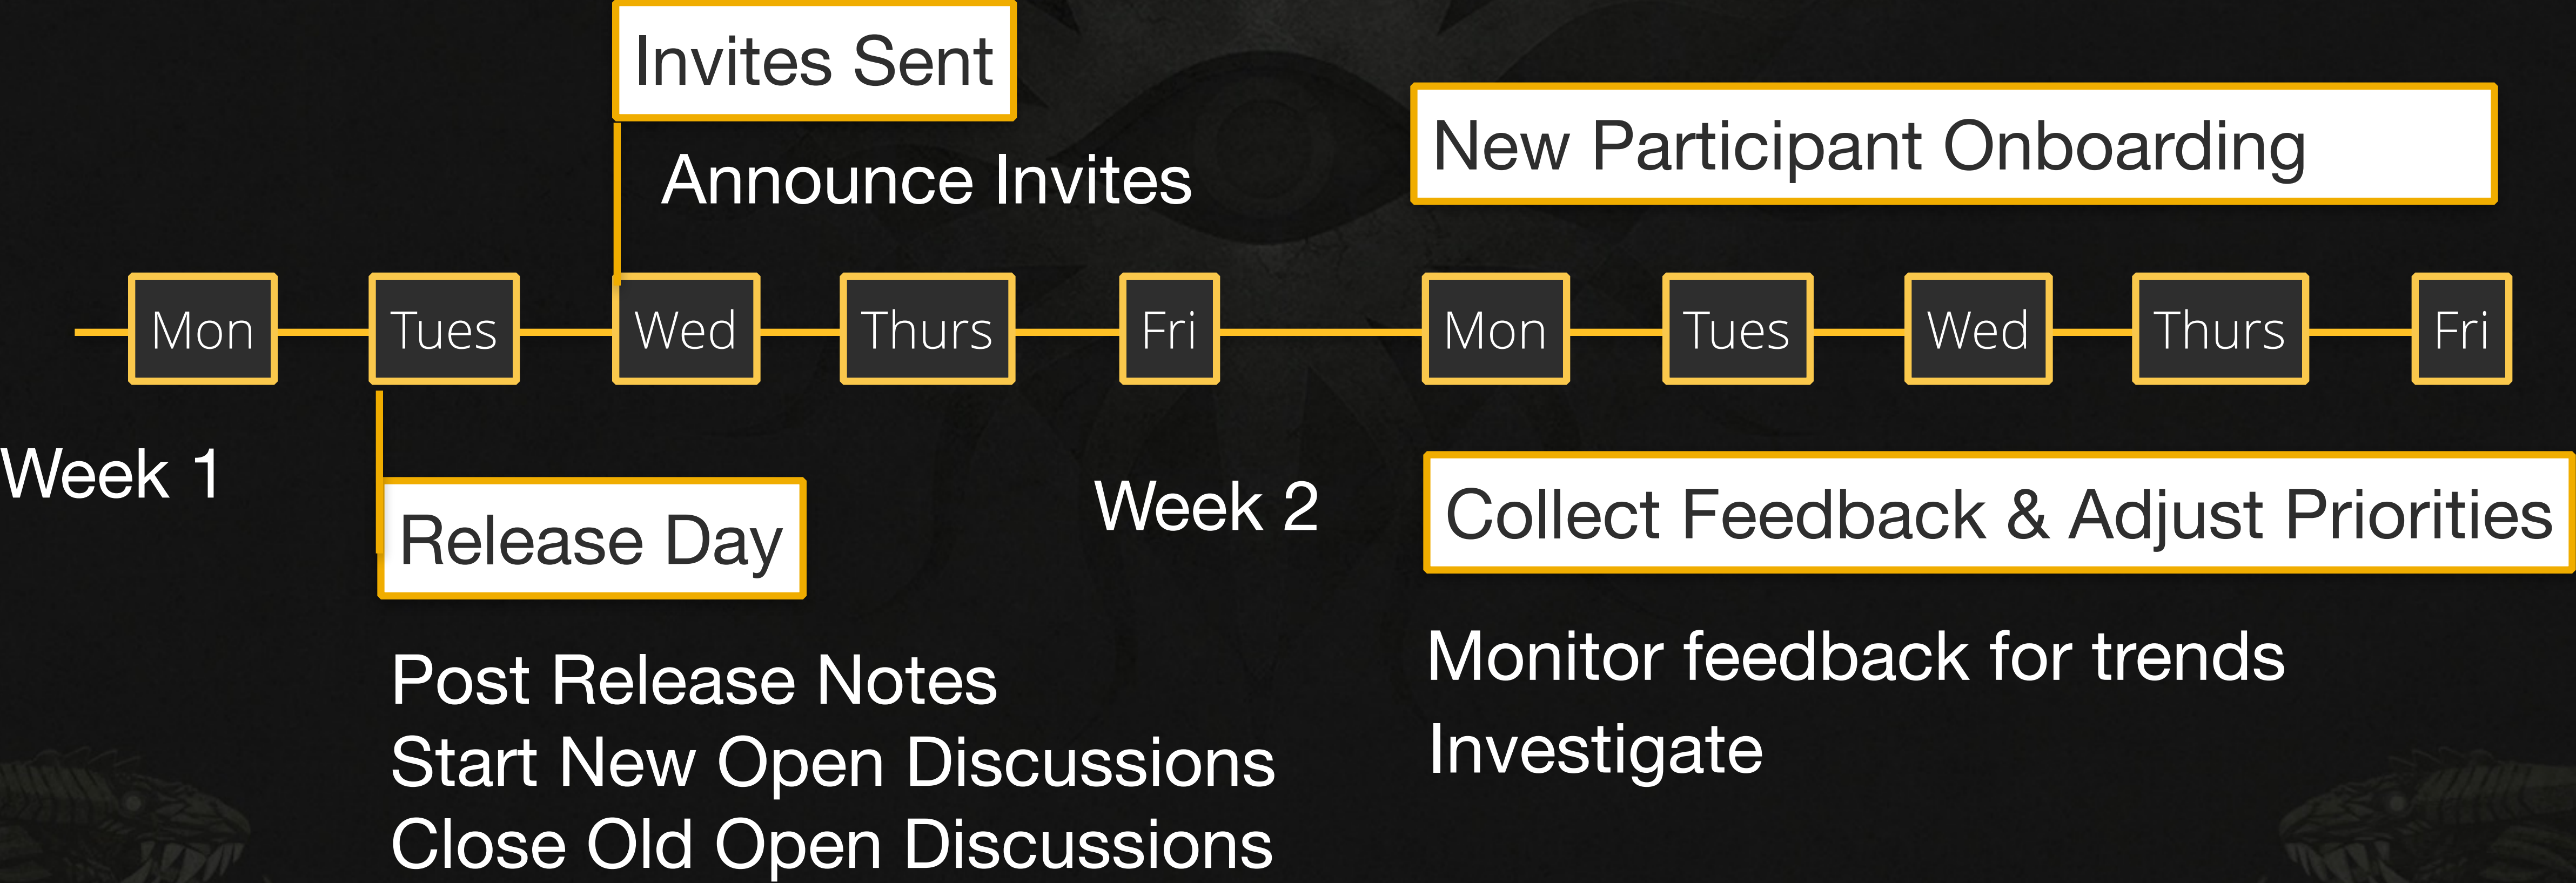 Invites Sent
Announce Invites
New Participant Onboarding
Mon Tues Wed Thurs Fri Mon Tues Wed Thurs Fri
Week 1
Release Day
Post Release Notes
Start New Open Discussions
Close Old Open Discussions
Week 2
Collect Feedback & Adjust Priorities
Monitor feedback for trends
Investigate